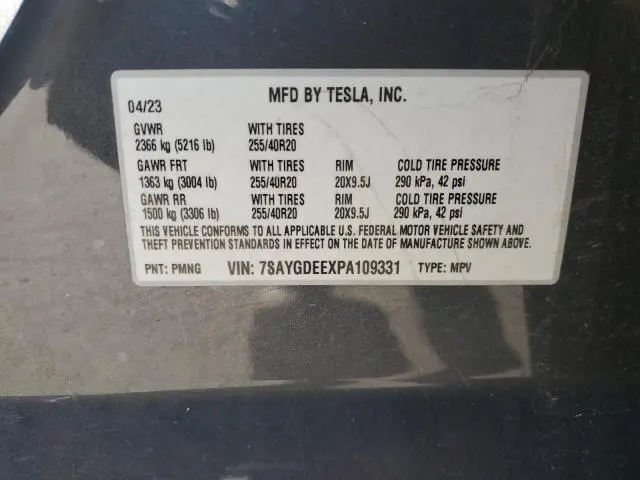 04/23 MFD BY TESLA, INC.
GVWR WITH TIRES
2366 kg (5216 lb) 255/40R20
GAWR FRT WITH TIRES RIM COLD TIRE PRESSURE
1363 kg (3004 lb) 255/40R20 20X9.5J 290 kPa, 42 psi
GAWR RR WITH TIRES RIM COLD TIRE PRESSURE
1500 kg (3306 lb) 255/40R20 20X9.5J 290 kPa, 42 psi
THIS VEHICLE CONFORMS TO ALL APPLICABLE U.S. FEDERAL MOTOR VEHICLE SAFETY AND
THEFT PREVENTION STANDARDS IN EFFECT ON THE DATE OF MANUFACTURE SHOWN ABOVE.
PNT: PMNG VIN: 7SAYGDEEXPA109331 TYPE: MPV